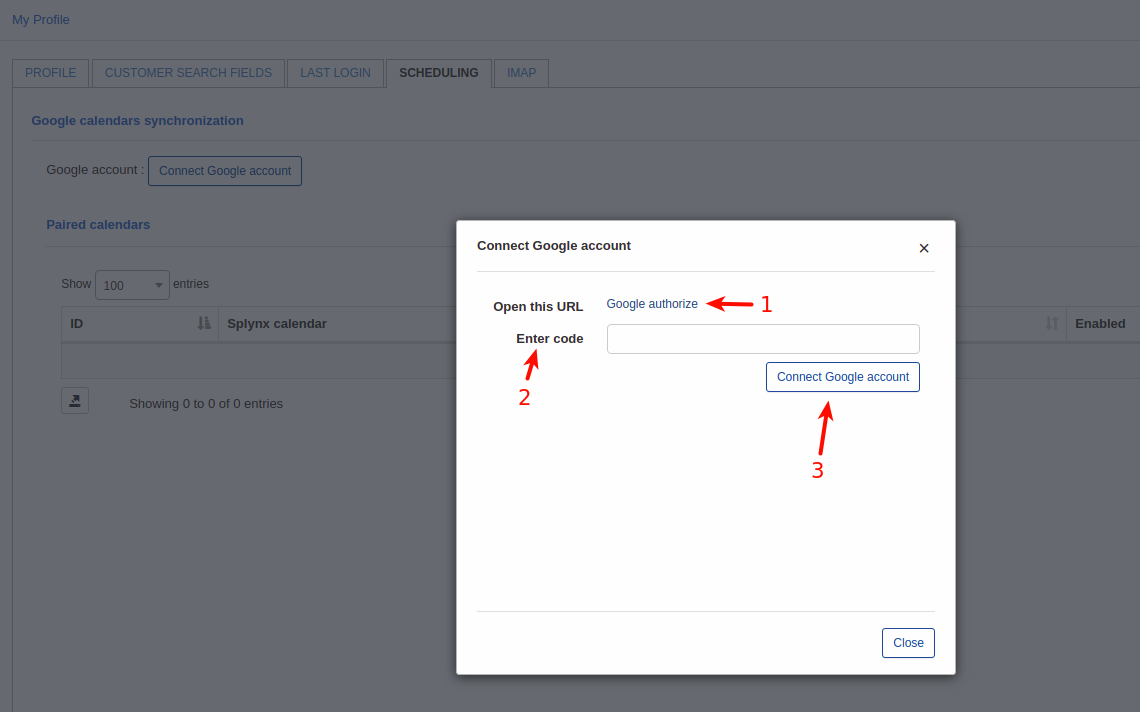 My Profile
PROFILE CUSTOMER SEARCH FIELDS LAST LOGIN SCHEDULING IMAP
Google calendars synchronization
Google account : Connect Google account
Paired calendars
Show 100 entries
ID Splynx calendar Enabled
Showing 0 to 0 of 0 entries
Connect Google account ×
Open this URL Google authorize 1
Enter code
2
Connect Google account
3
Close